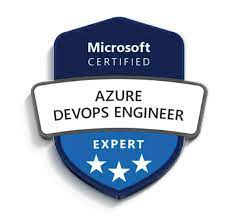 Microsoft
CERTIFIED
AZURE
DEVOPS ENGINEER
EXPERT